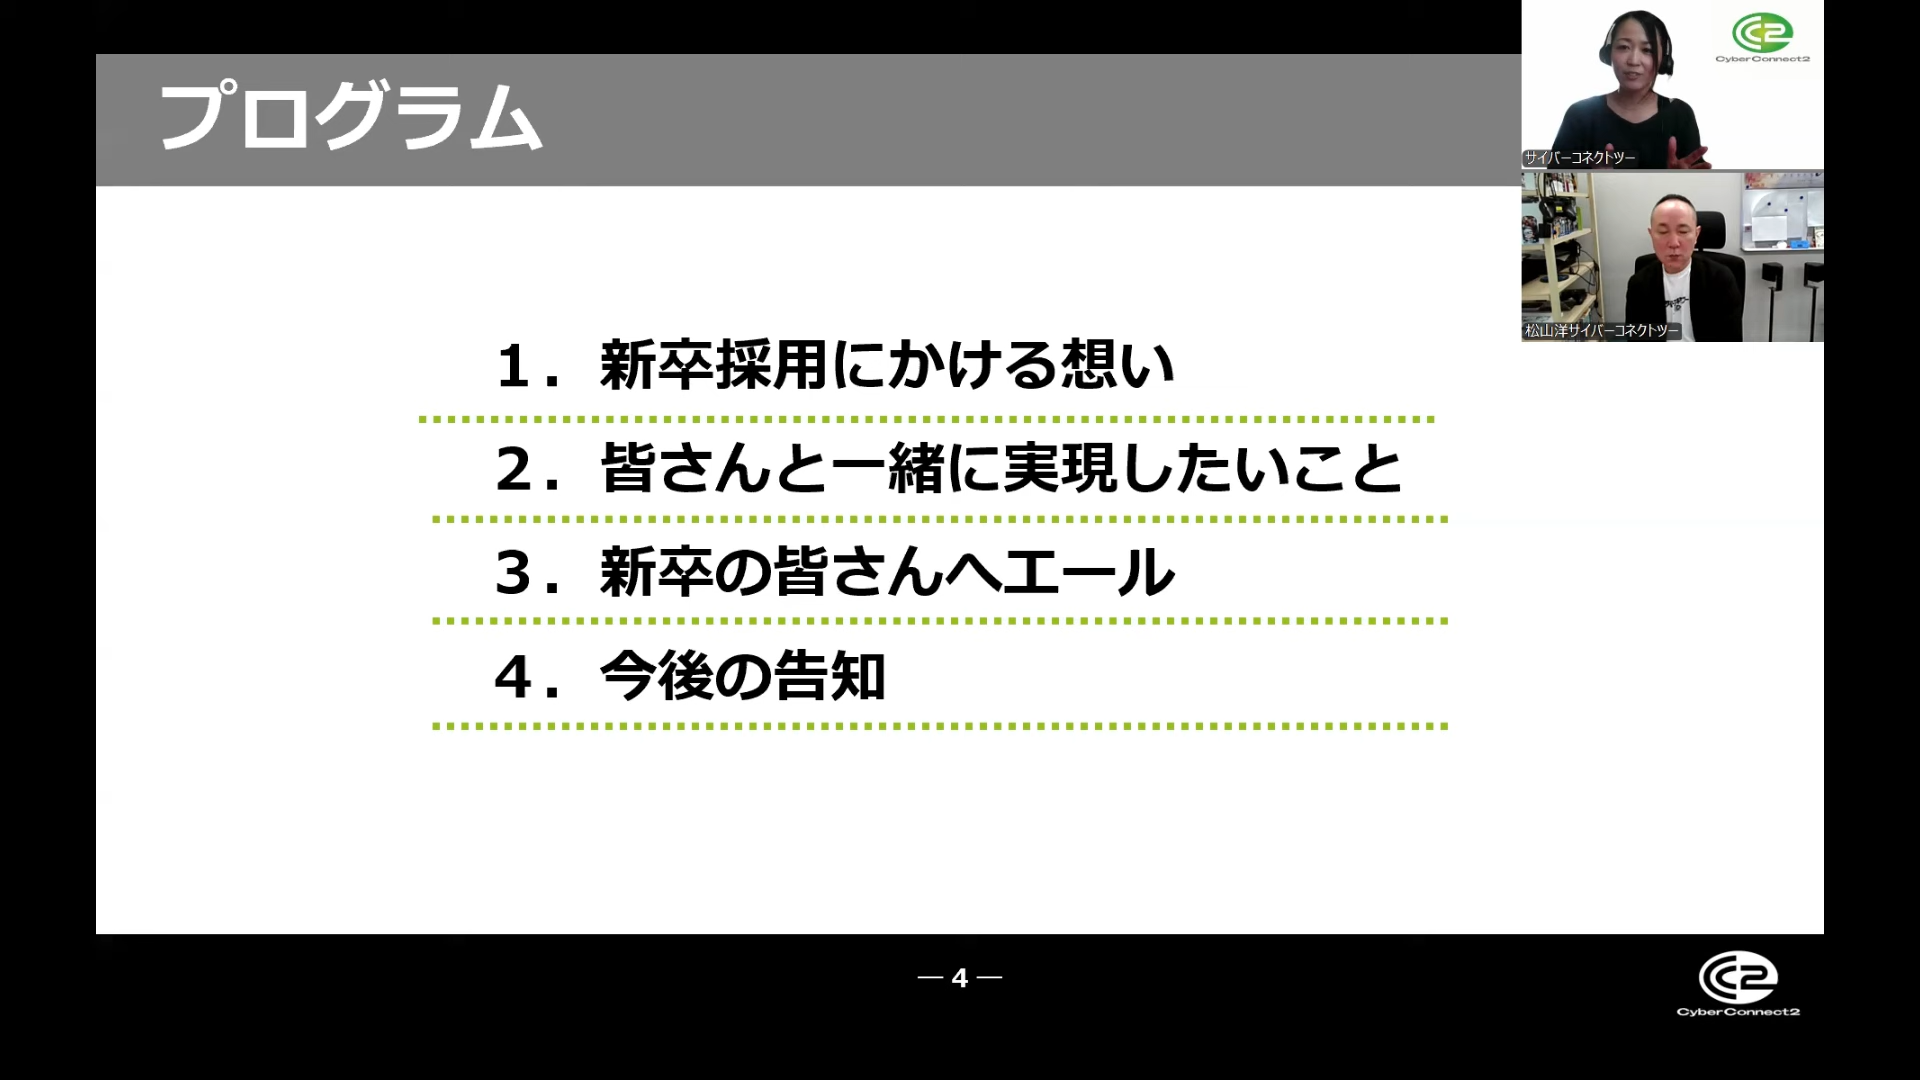 プログラム
CyberConnect2
サイバーコネクトツー
松山洋サイバーコネクトツー
１．新卒採用にかける想い
２．皆さんと一緒に実現したいこと
３．新卒の皆さんへエール
４．今後の告知
― 4 ―
CyberConnect2